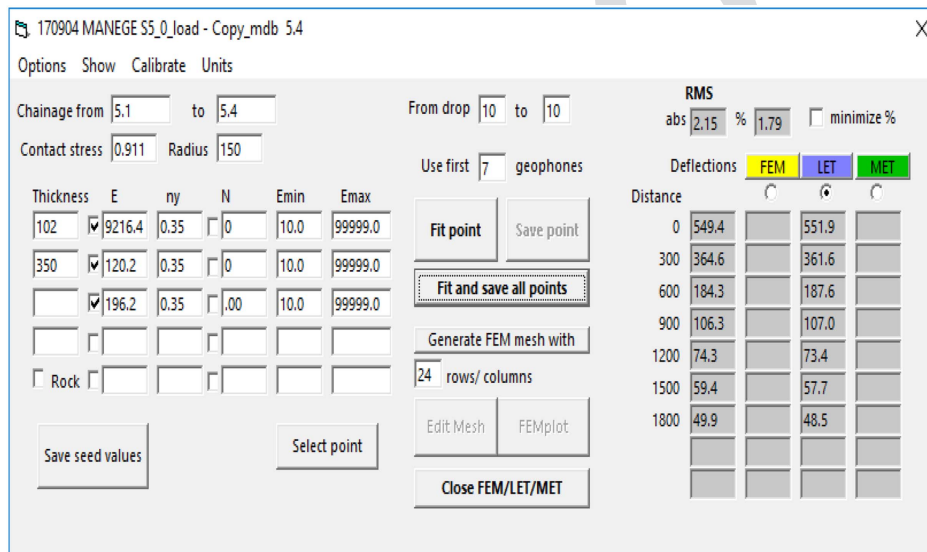 170904 MANEGE S5_0_load - Copy_mdb 5.4
Options Show Calibrate Units
Chainage from 5.1 to 5.4
Contact stress 0.911 Radius 150
Thickness E ny N Emin Emax
102 9216.4 0.35 0 10.0 99999.0
350 120.2 0.35 0 10.0 99999.0
196.2 0.35 .00 10.0 99999.0
Rock
Save seed values
Select point
From drop 10 to 10
Use first 7 geophones
Fit point Save point
Fit and save all points
Generate FEM mesh with
24 rows/ columns
Edit Mesh FEMplot
Close FEM/LET/MET
RMS
abs 2.15 % 1.79 minimize %
Deflections FEM LET MET
Distance
0 549.4 551.9
300 364.6 361.6
600 184.3 187.6
900 106.3 107.0
1200 74.3 73.4
1500 59.4 57.7
1800 49.9 48.5